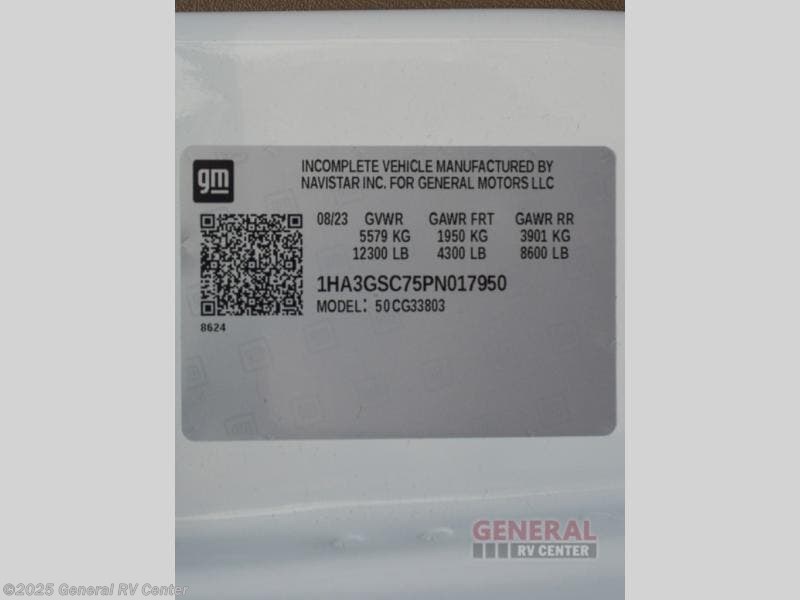 gm
INCOMPLETE VEHICLE MANUFACTURED BY
NAVISTAR INC. FOR GENERAL MOTORS LLC
08/23 GVWR GAWR FRT GAWR RR
5579 KG 1950 KG 3901 KG
12300 LB 4300 LB 8600 LB
1HA3GSC75PN017950
MODEL: 50CG33803
8624
GENERAL
RV CENTER
©2025 General RV Center